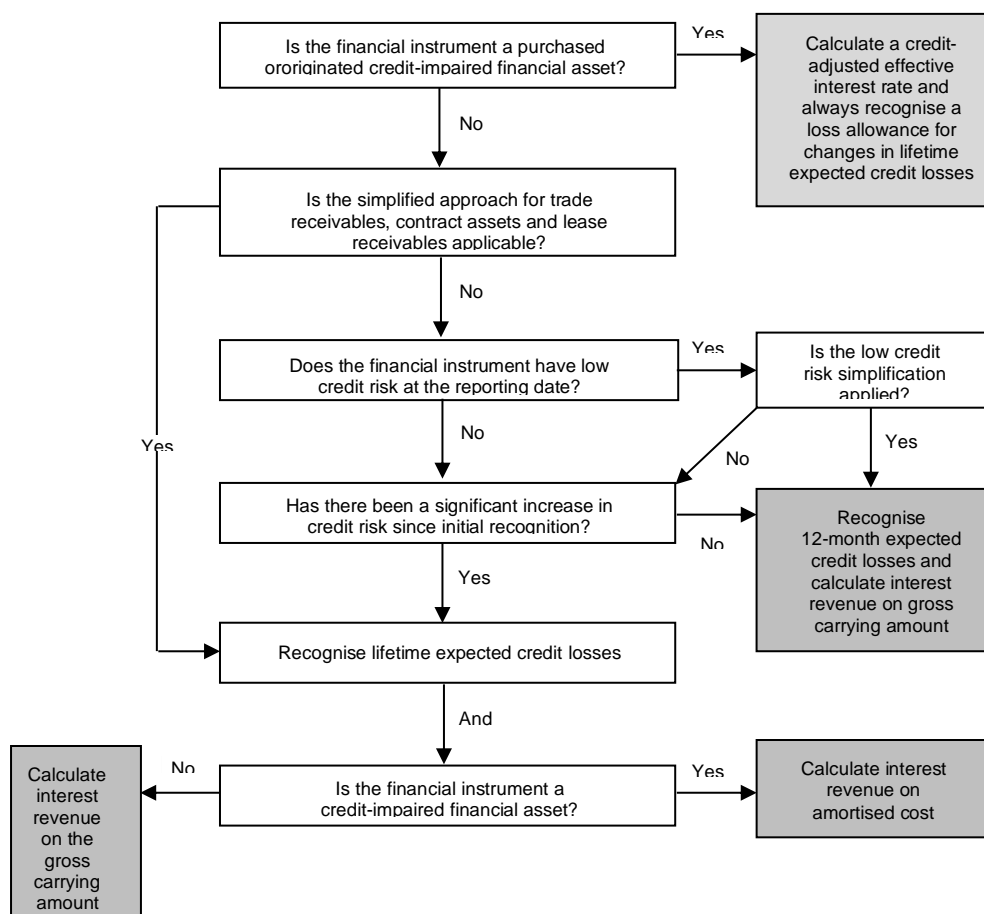 Is the financial instrument a purchased
ororiginated credit-impaired financial asset?
Yes
Calculate a credit-
adjusted effective
interest rate and
always recognise a
loss allowance for
changes in lifetime
expected credit losses
No
Is the simplified approach for trade
receivables, contract assets and lease
receivables applicable?
No
Does the financial instrument have low
credit risk at the reporting date?
Yes
Is the low credit
risk simplification
applied?
Yes
No
No
Yes
Has there been a significant increase in
credit risk since initial recognition?
No
Recognise
12-month expected
credit losses and
calculate interest
revenue on gross
carrying amount
Yes
Recognise lifetime expected credit losses
And
Is the financial instrument a
credit-impaired financial asset?
No
Calculate
interest
revenue
on the
gross
carrying
amount
Yes
Calculate interest
revenue on
amortised cost